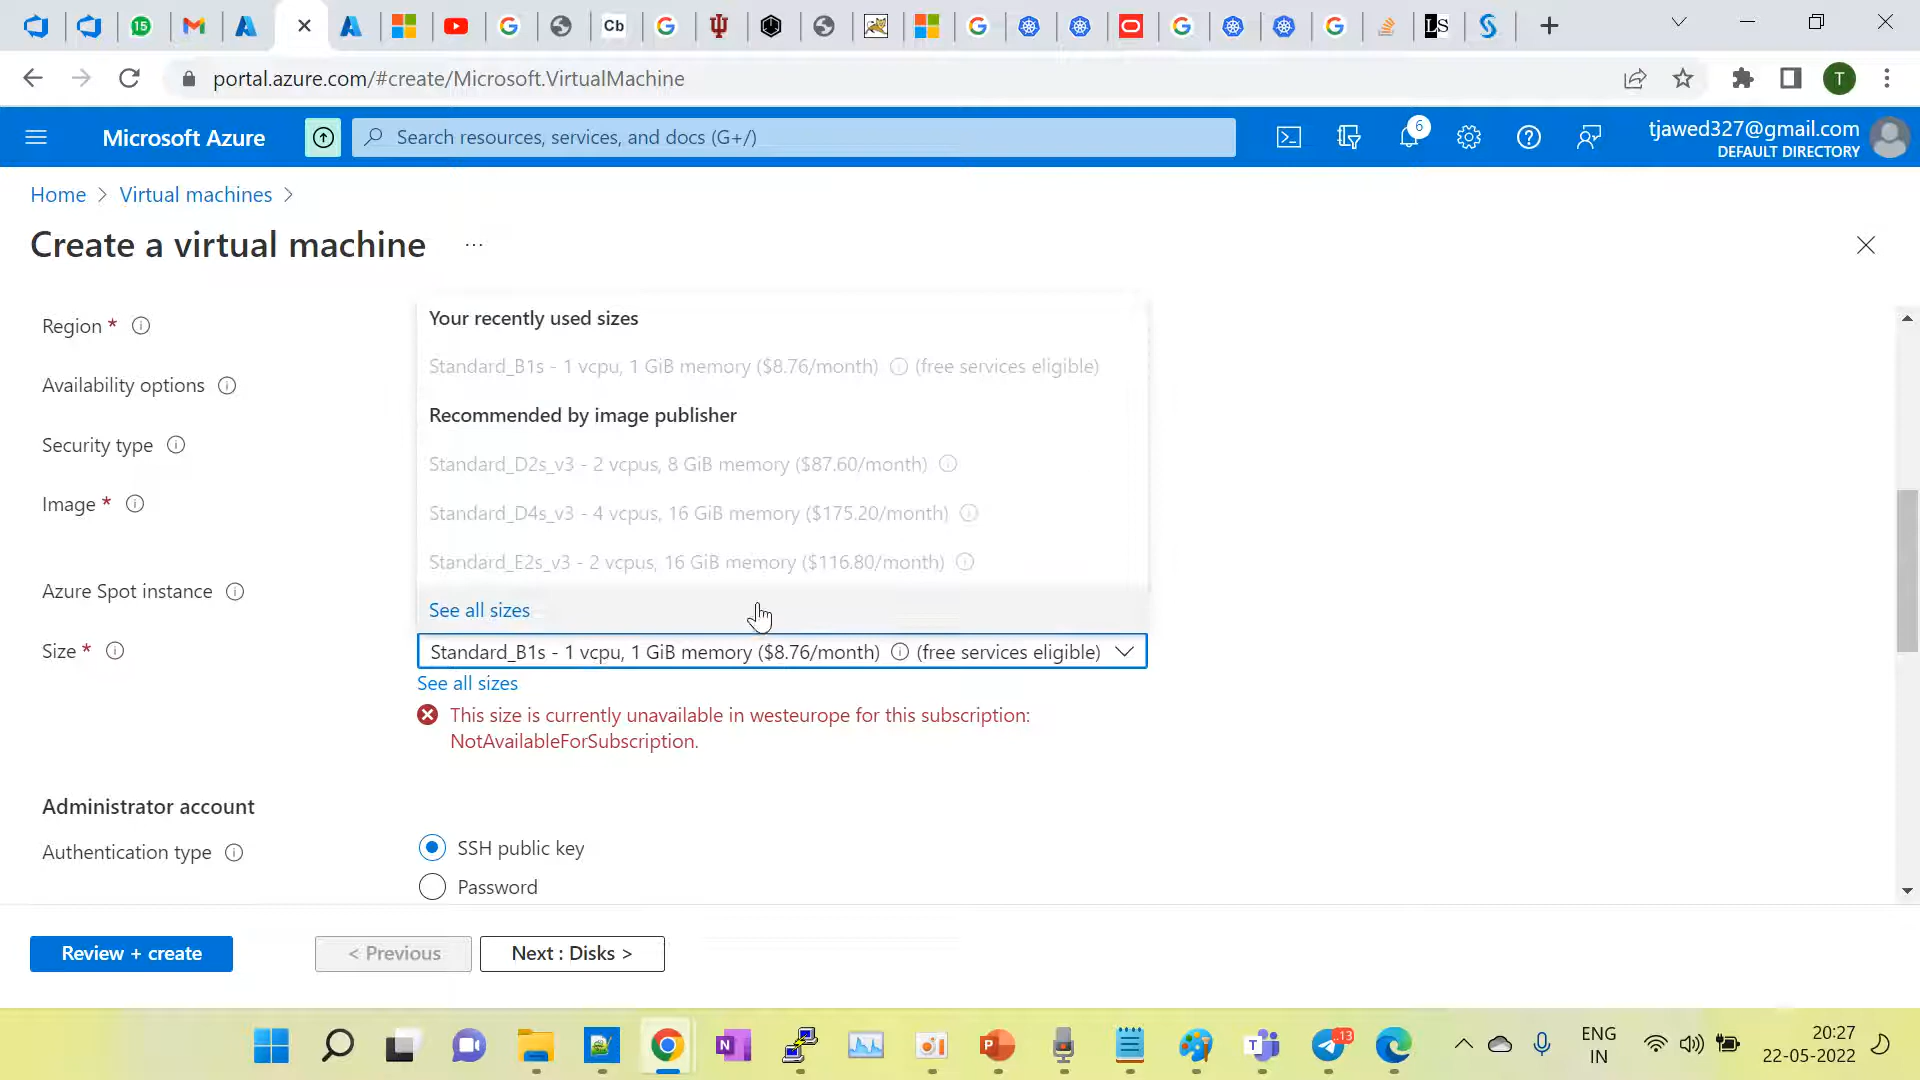 15
Cb
LS
portal.azure.com/#create/Microsoft.VirtualMachine
T
Microsoft Azure
Search resources, services, and docs (G+/)
6
tjawed327@gmail.com
DEFAULT DIRECTORY
Home > Virtual machines >
Create a virtual machine ...
Region *
Your recently used sizes
Standard_B1s - 1 vcpu, 1 GiB memory ($8.76/month) (free services eligible)
Availability options
Recommended by image publisher
Security type
Standard_D2s_v3 - 2 vcpus, 8 GiB memory ($87.60/month)
Image *
Standard_D4s_v3 - 4 vcpus, 16 GiB memory ($175.20/month)
Standard_E2s_v3 - 2 vcpus, 16 GiB memory ($116.80/month)
Azure Spot instance
See all sizes
Size *
Standard_B1s - 1 vcpu, 1 GiB memory ($8.76/month) (free services eligible)
See all sizes
This size is currently unavailable in westeurope for this subscription:
NotAvailableForSubscription.
Administrator account
Authentication type
SSH public key
Password
Review + create
< Previous
Next : Disks >
N
P
T
13
ENG
IN
20:27
22-05-2022